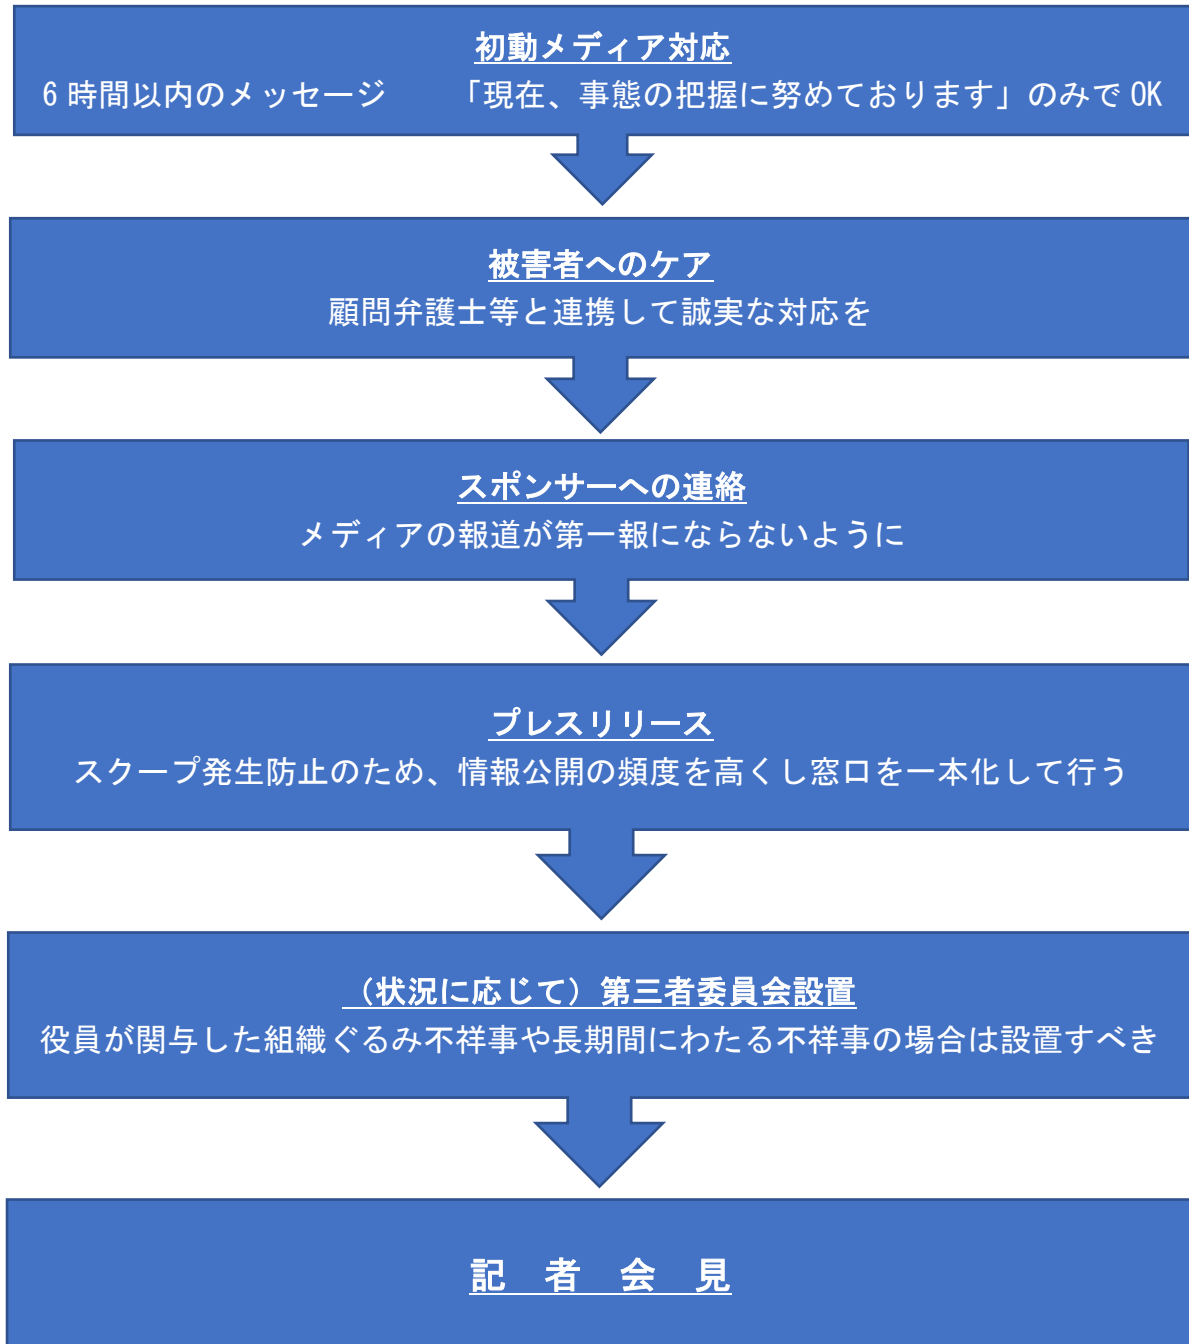 初動メディア対応
6 時間以内のメッセージ　　「現在、事態の把握に努めております」のみで OK
被害者へのケア
顧問弁護士等と連携して誠実な対応を
スポンサーへの連絡
メディアの報道が第一報にならないように
プレスリリース
スクープ発生防止のため、情報公開の頻度を高くし窓口を一本化して行う
（状況に応じて）第三者委員会設置
役員が関与した組織ぐるみ不祥事や長期間にわたる不祥事の場合は設置すべき
記　者　会　見